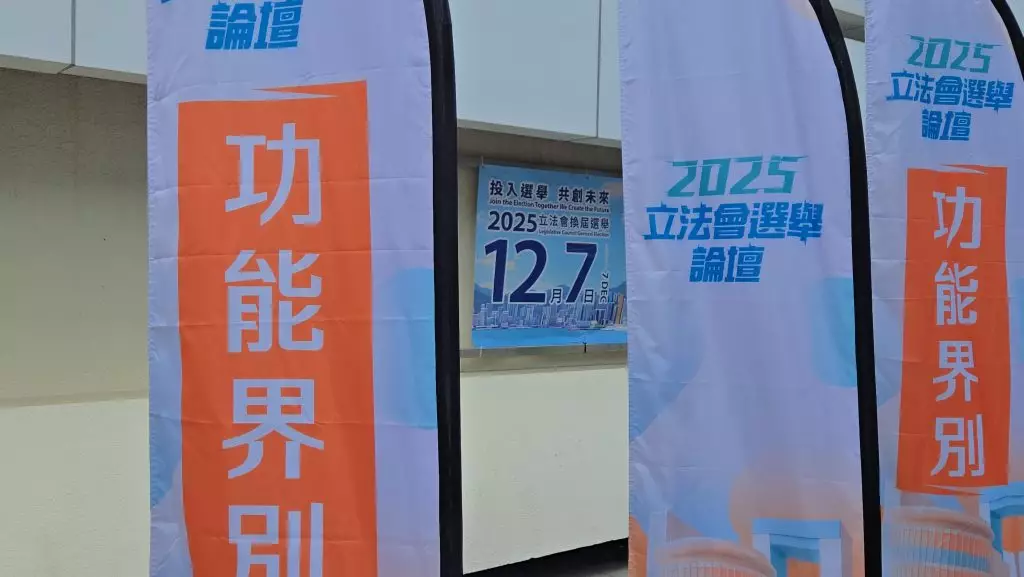 論壇
功能界別
投入選舉 共創未來
Join the Election Together We Create the Future
2025立法會換屆選舉
Legislative Council General Election
12月7日
7 DEC
2025
立法會選舉
論壇
2025
立法會選舉
論壇
功能界別